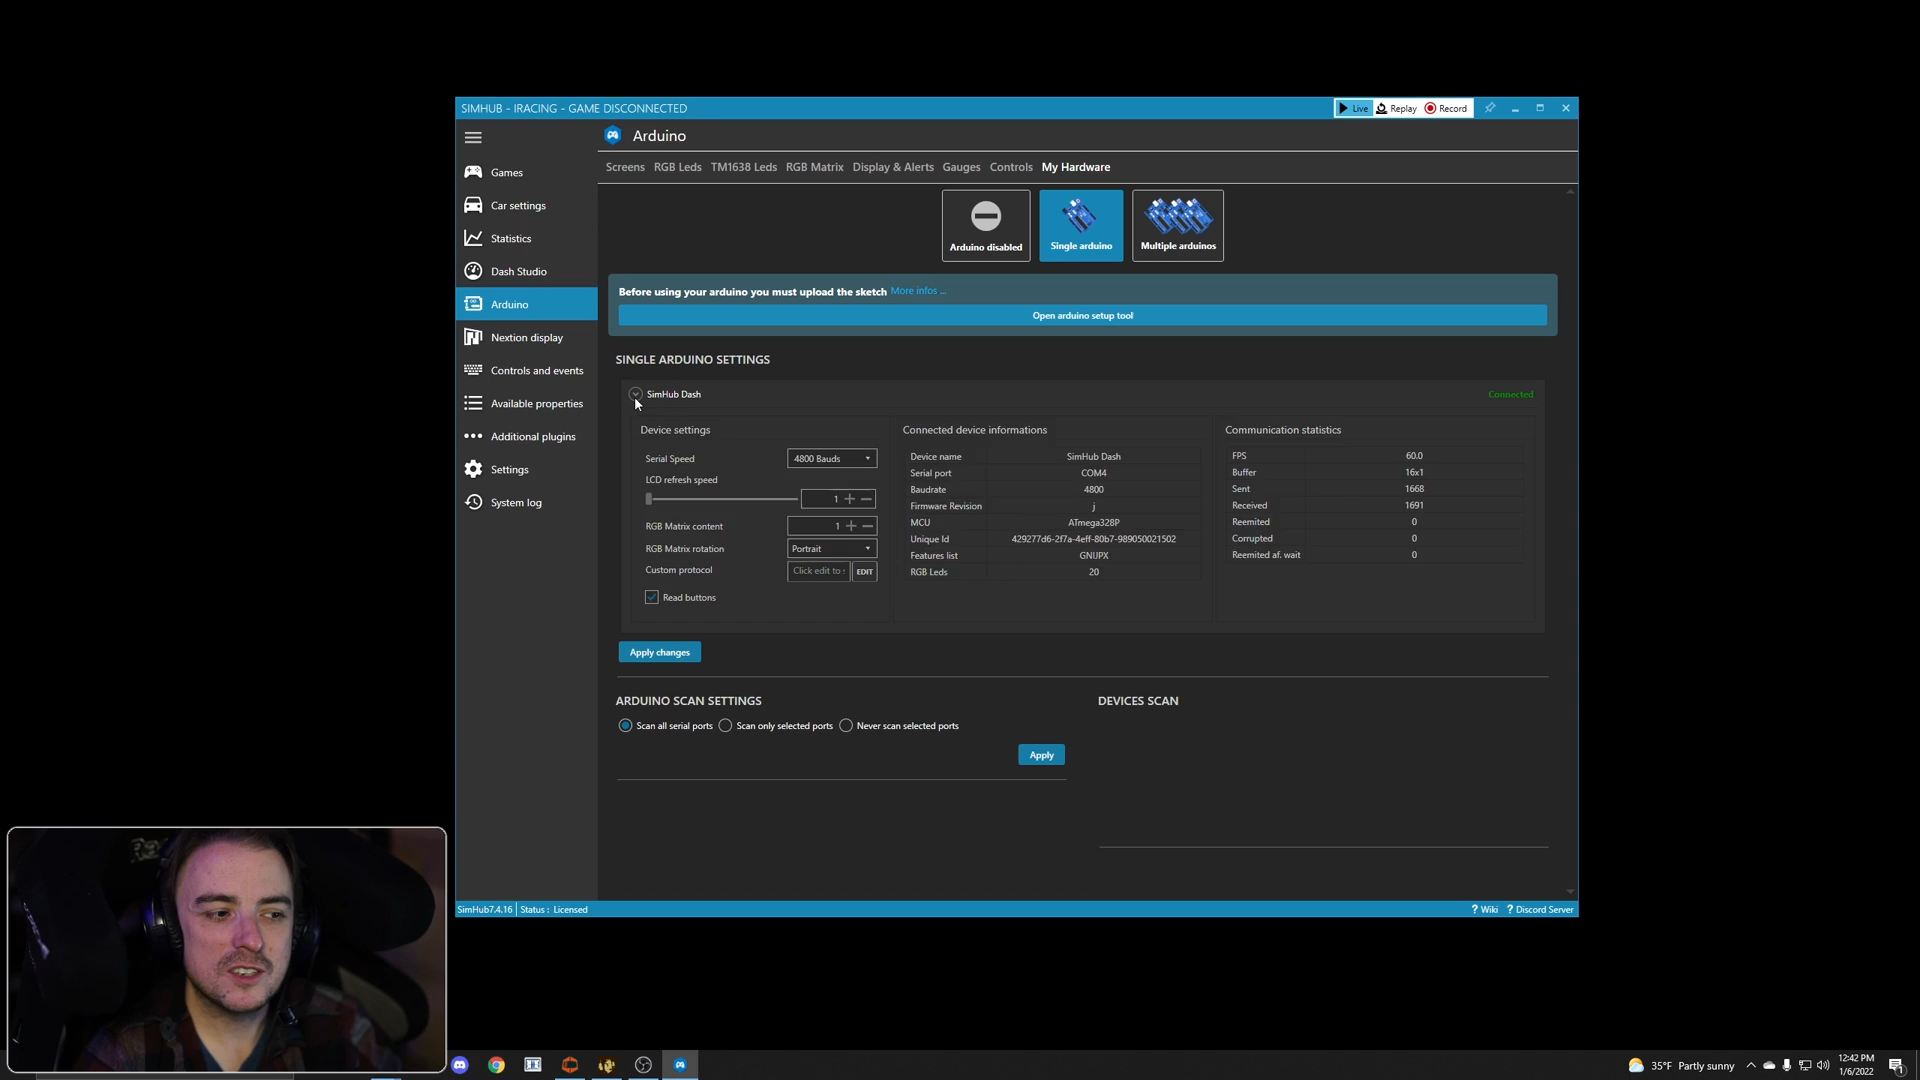 SIMHUB - IRACING - GAME DISCONNECTED
Live Replay Record
Arduino
Screens RGB Leds TM1638 Leds RGB Matrix Display & Alerts Gauges Controls My Hardware
Games
Car settings
Statistics
Dash Studio
Arduino
Nextion display
Controls and events
Available properties
Additional plugins
Settings
System log
Arduino disabled
Single arduino
Multiple arduinos
Before using your arduino you must upload the sketch More infos ...
Open arduino setup tool
SINGLE ARDUINO SETTINGS
SimHub Dash
Connected
Device settings
Serial Speed 4800 Bauds
LCD refresh speed
1
RGB Matrix content 1
RGB Matrix rotation Portrait
Custom protocol Click edit to EDIT
Read buttons
Connected device informations
Device name SimHub Dash
Serial port COM4
Baudrate 4800
Firmware Revision j
MCU ATmega328P
Unique Id 429277d6-2f7a-4eff-80b7-989050021502
Features list GNIJPX
RGB Leds 20
Communication statistics
FPS 60.0
Buffer 16x1
Sent 1668
Received 1691
Reemited 0
Corrupted 0
Reemited af. wait 0
Apply changes
ARDUINO SCAN SETTINGS
Scan all serial ports Scan only selected ports Never scan selected ports
Apply
DEVICES SCAN
SimHub7.4.16 Status : Licensed
? Wiki ? Discord Server
35°F Partly sunny
12:42 PM
1/6/2022